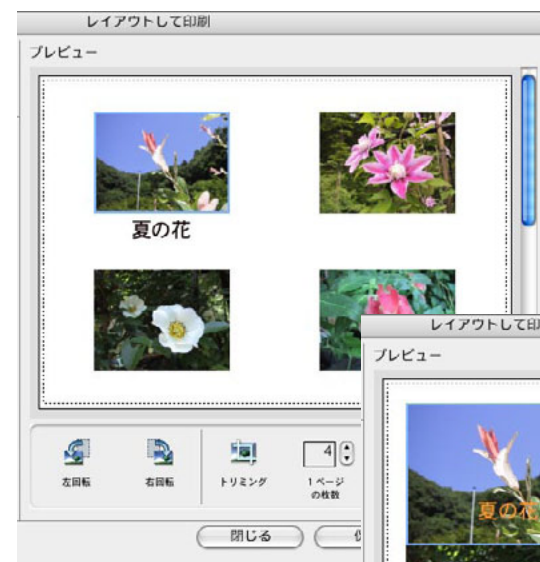 レイアウトして印刷
プレビュー
夏の花
左回転
右回転
トリミング
4
1 ページ
の枚数
閉じる
レイアウトして印
プレビュー
夏の花